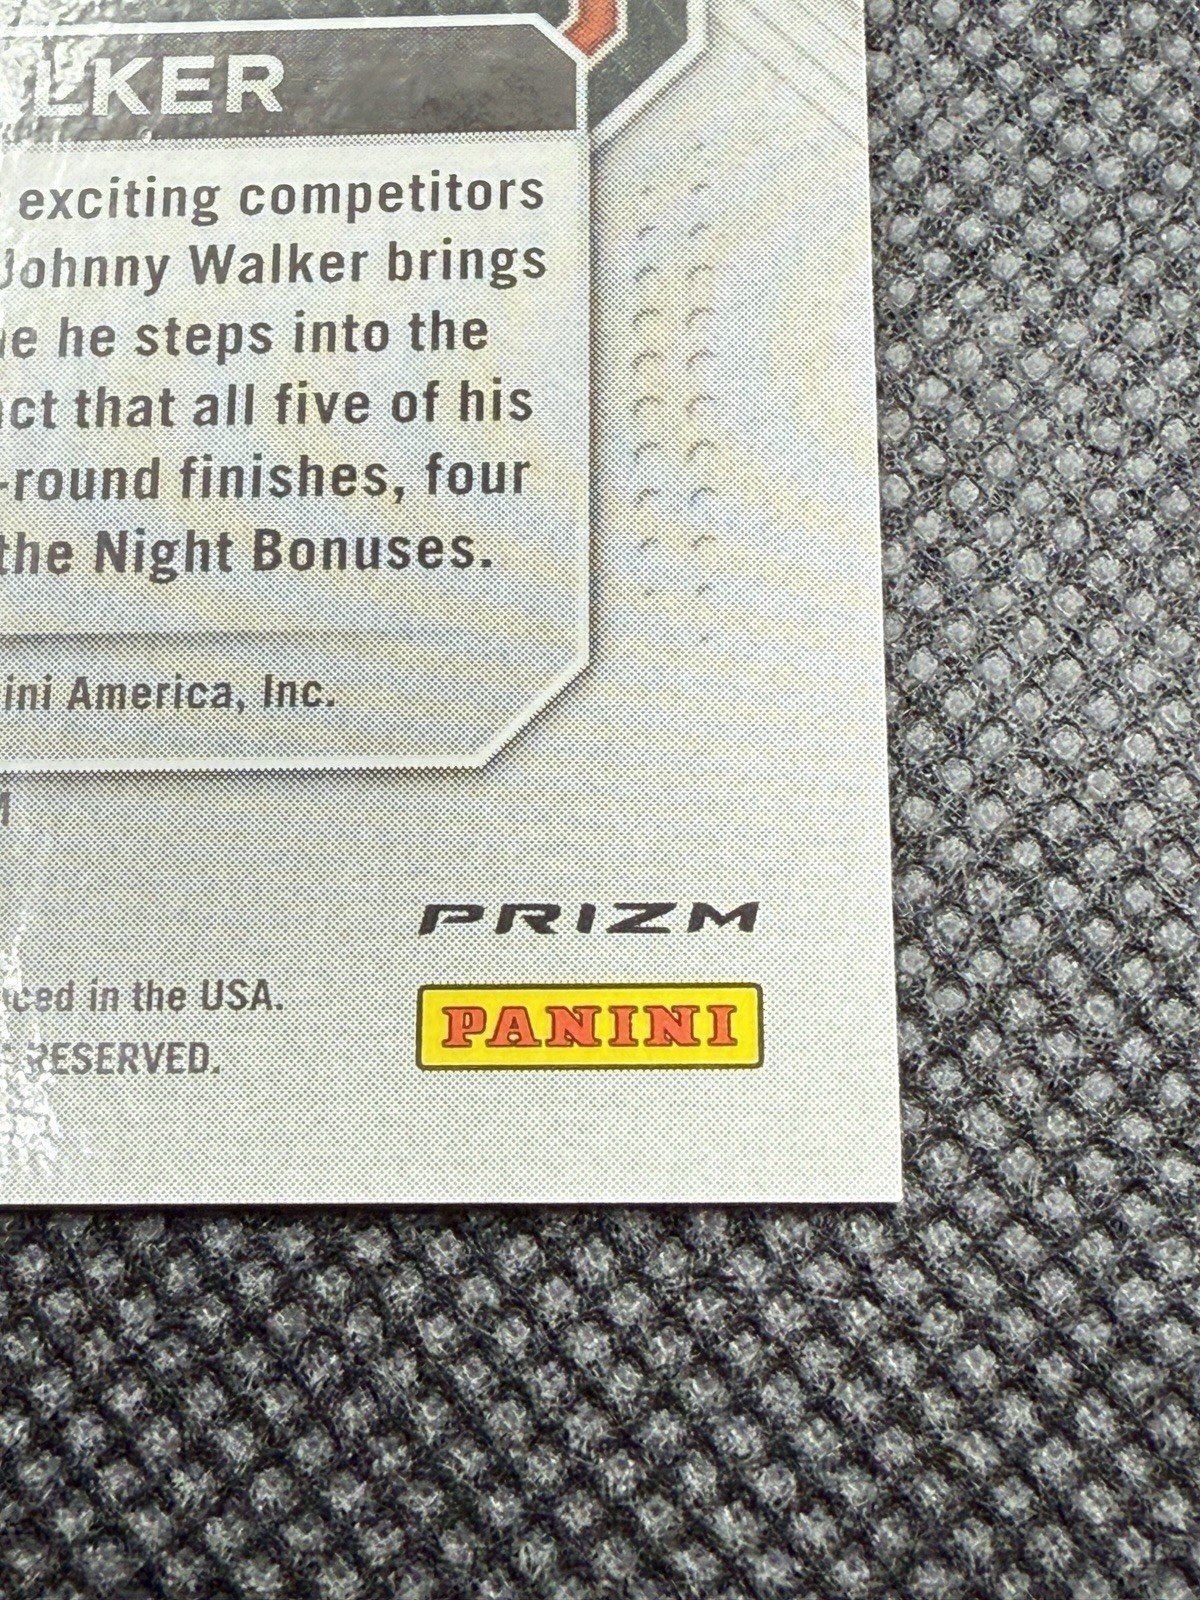 LKER
exciting competitors
Johnny Walker brings
he steps into the
that all five of his
-round finishes, four
the Night Bonuses.
ini America, Inc.
PRIZM
ced in the USA.
RESERVED.
PANINI